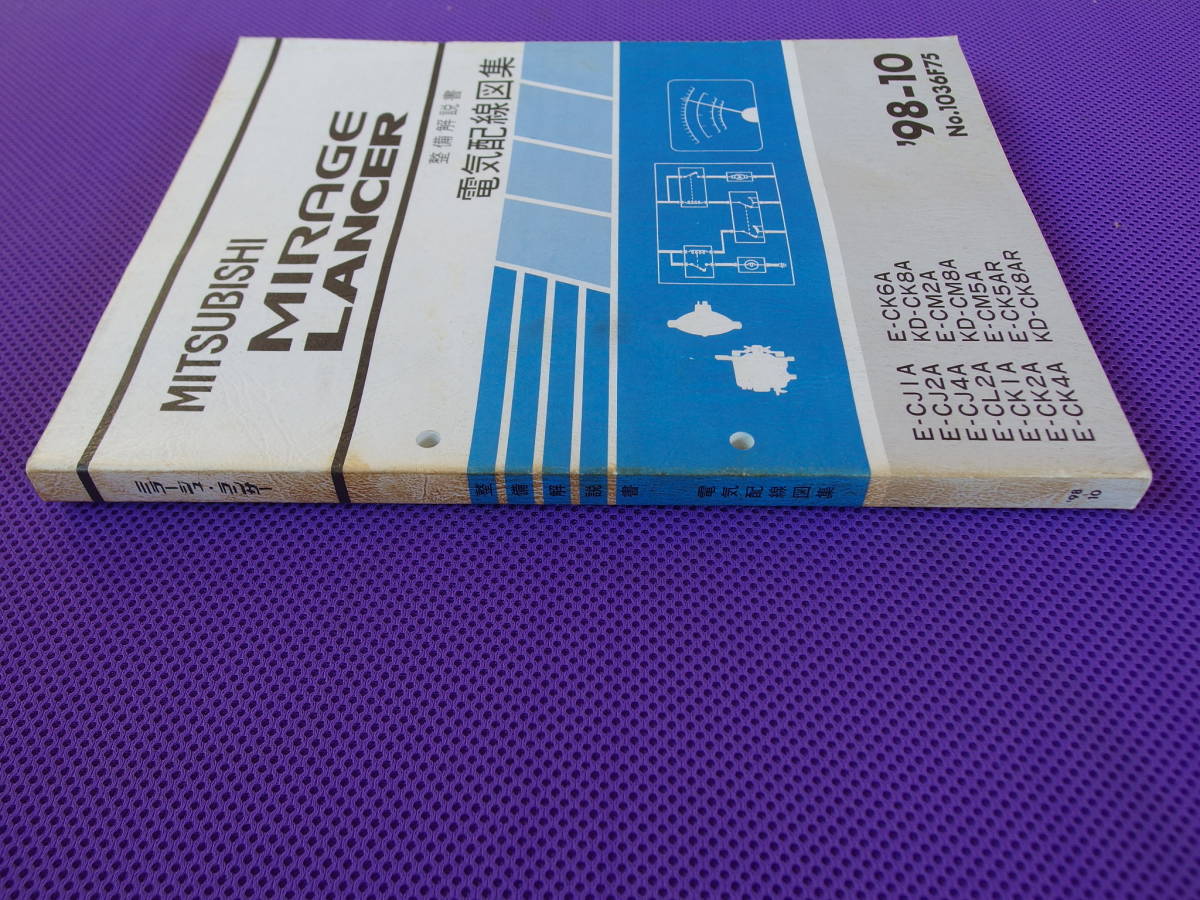 MITSUBISHI
MIRAGE
LANCER
整備解説書
電気配線図集
'98-10
No.1036F75
E-CJ1A E-CK6A
E-CJ2A KD-CK8A
E-CJ4A E-CM2A
E-CL2A KD-CM8A
E-CK1A E-CM5A
E-CK2A E-CK5AR
E-CK4A KD-CK8AR
ミラージュ・ランサー
整備解説書
電気配線図集
'98
10